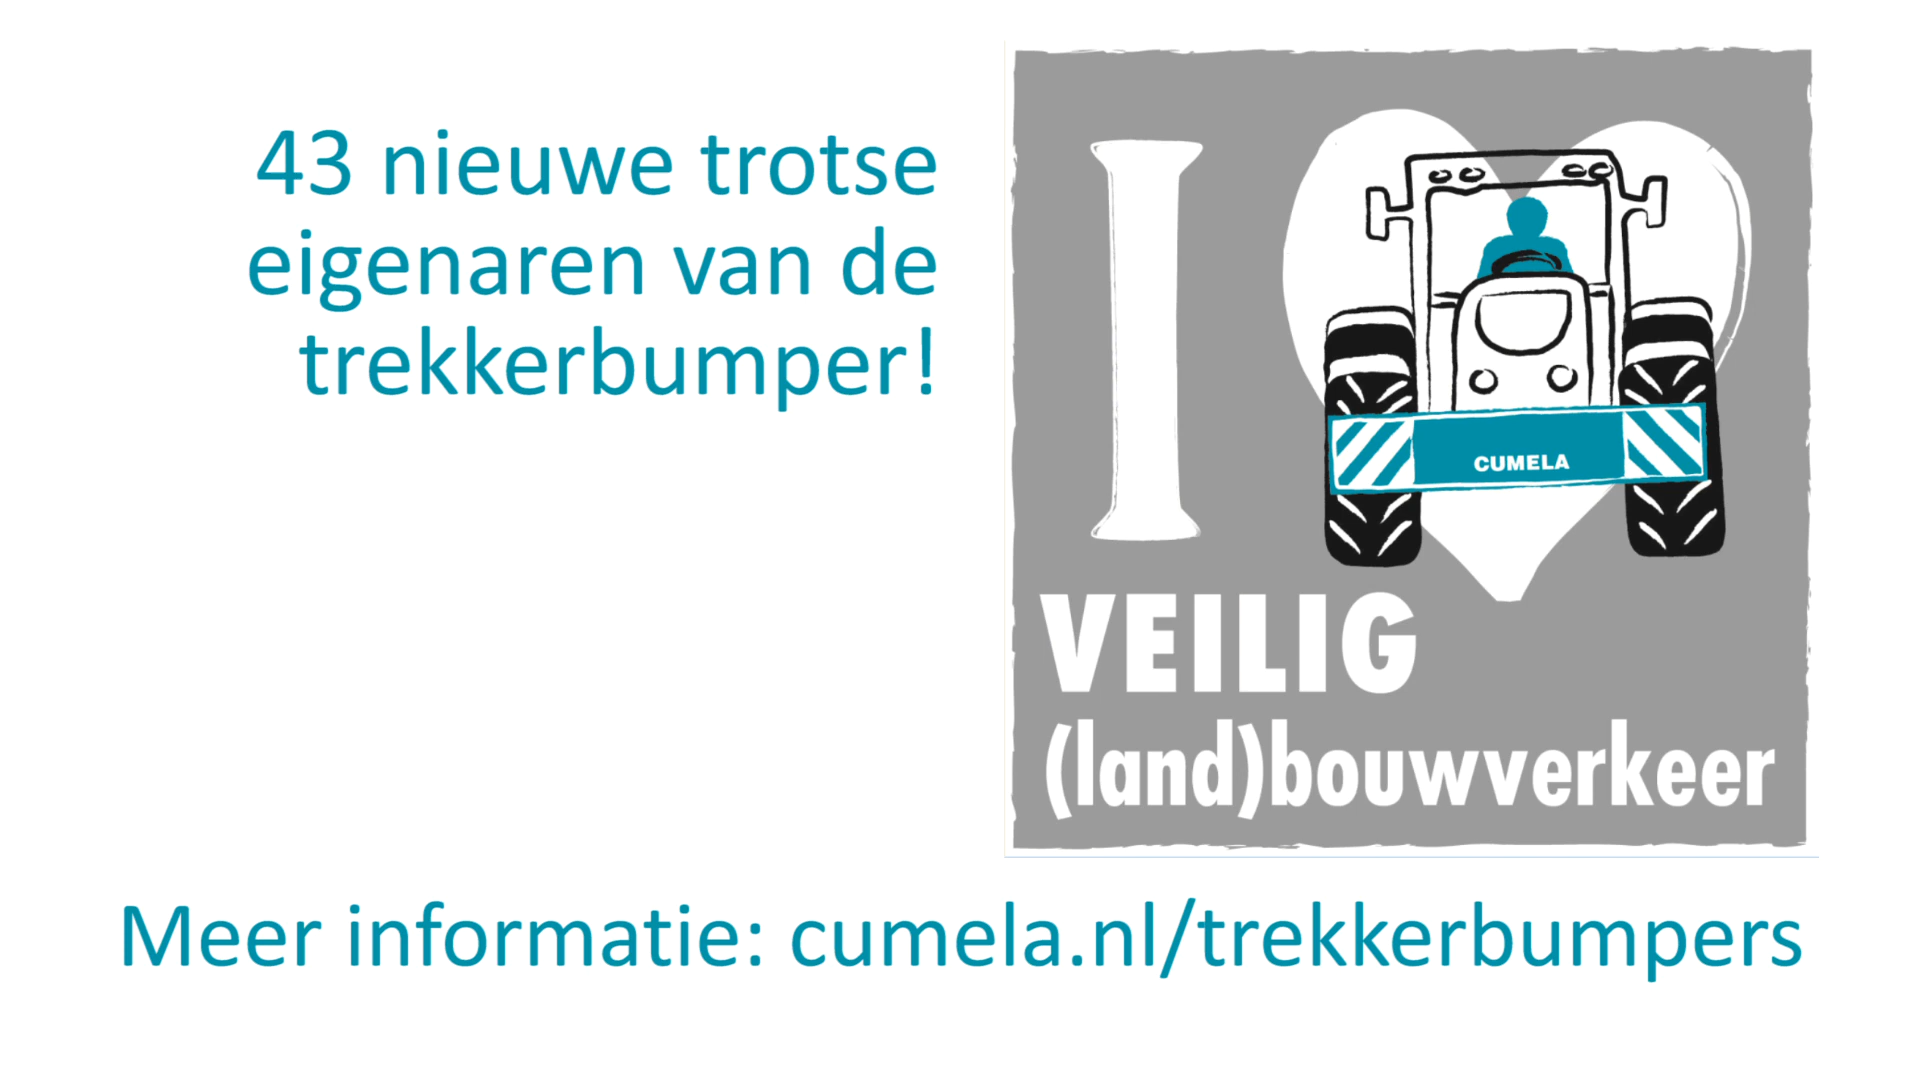 43 nieuwe trotse
eigenaren van de
trekkerbumper!
I
CUMELA
VEILIG
(land)bouwverkeer
Meer informatie: cumela.nl/trekkerbumpers